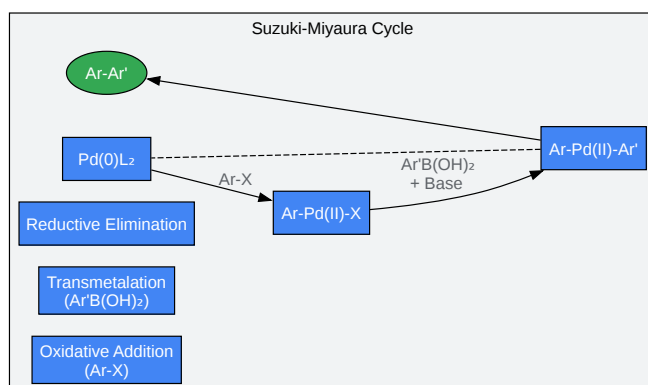 Suzuki-Miyaura Cycle
Ar-Ar'
Pd(0)L₂
Ar-X
Ar-Pd(II)-X
Ar'B(OH)₂
+ Base
Ar-Pd(II)-Ar'
Reductive Elimination
Transmetalation
(Ar'B(OH)₂)
Oxidative Addition
(Ar-X)